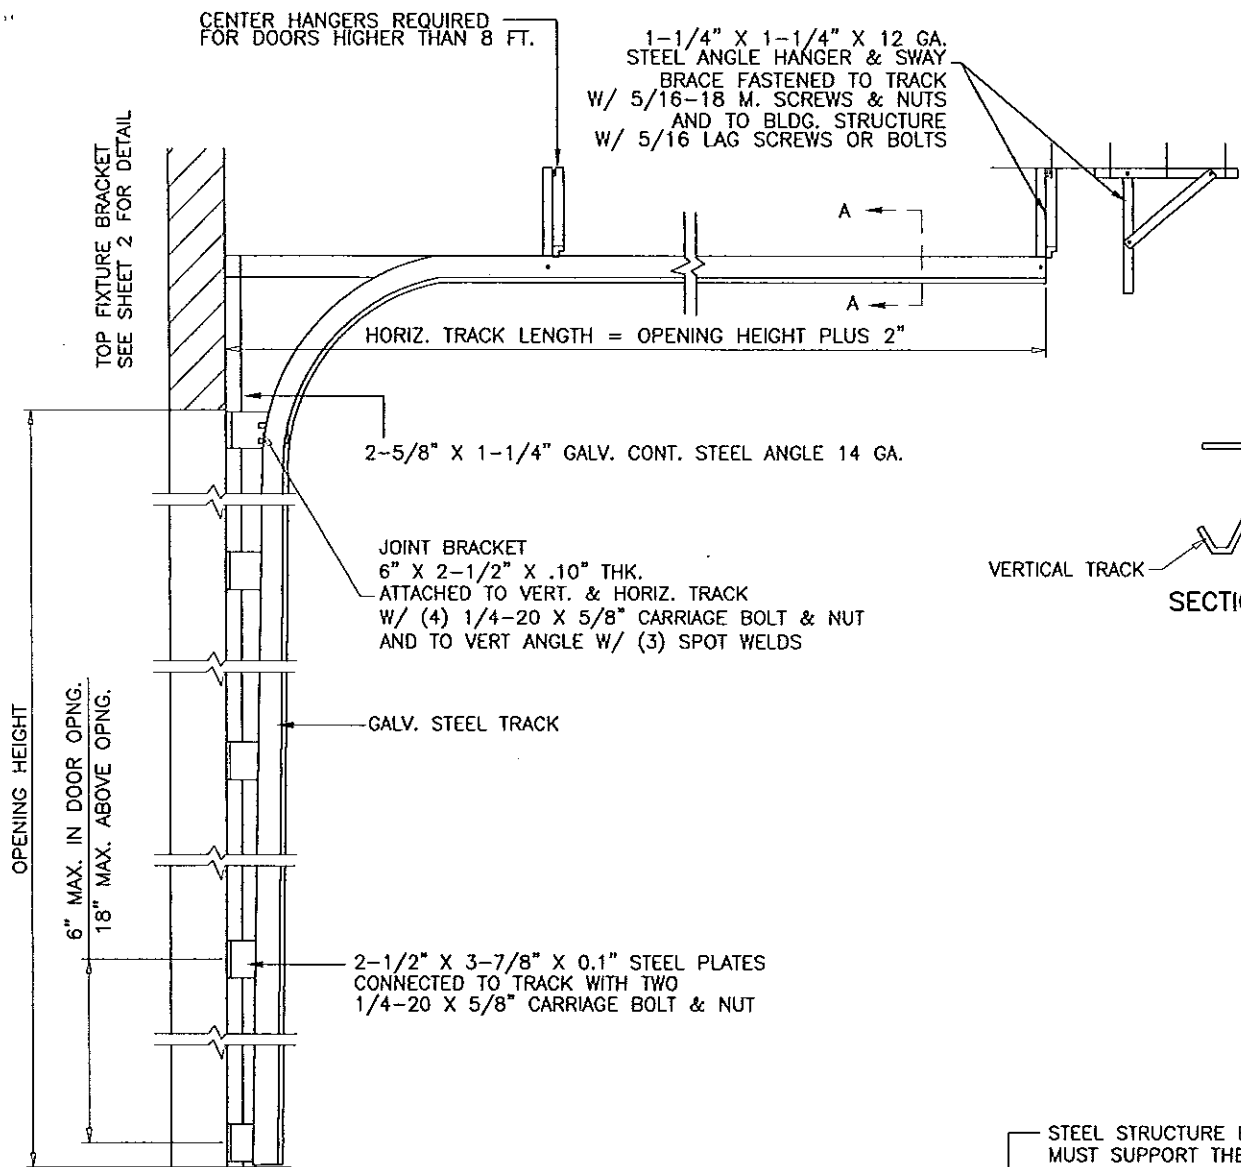 CENTER HANGERS REQUIRED
FOR DOORS HIGHER THAN 8 FT.
1-1/4" X 1-1/4" X 12 GA.
STEEL ANGLE HANGER & SWAY
BRACE FASTENED TO TRACK
W/ 5/16-18 M. SCREWS & NUTS
AND TO BLDG. STRUCTURE
W/ 5/16 LAG SCREWS OR BOLTS
TOP FIXTURE BRACKET
SEE SHEET 2 FOR DETAIL
A
A
HORIZ. TRACK LENGTH = OPENING HEIGHT PLUS 2"
2-5/8" X 1-1/4" GALV. CONT. STEEL ANGLE 14 GA.
JOINT BRACKET
6" X 2-1/2" X .10" THK.
ATTACHED TO VERT. & HORIZ. TRACK
W/ (4) 1/4-20 X 5/8" CARRIAGE BOLT & NUT
AND TO VERT ANGLE W/ (3) SPOT WELDS
VERTICAL TRACK
GALV. STEEL TRACK
OPENING HEIGHT
6" MAX. IN DOOR OPNG.
18" MAX. ABOVE OPNG.
2-1/2" X 3-7/8" X 0.1" STEEL PLATES
CONNECTED TO TRACK WITH TWO
1/4-20 X 5/8" CARRIAGE BOLT & NUT
STEEL STRUCTURE
MUST SUPPORT THE